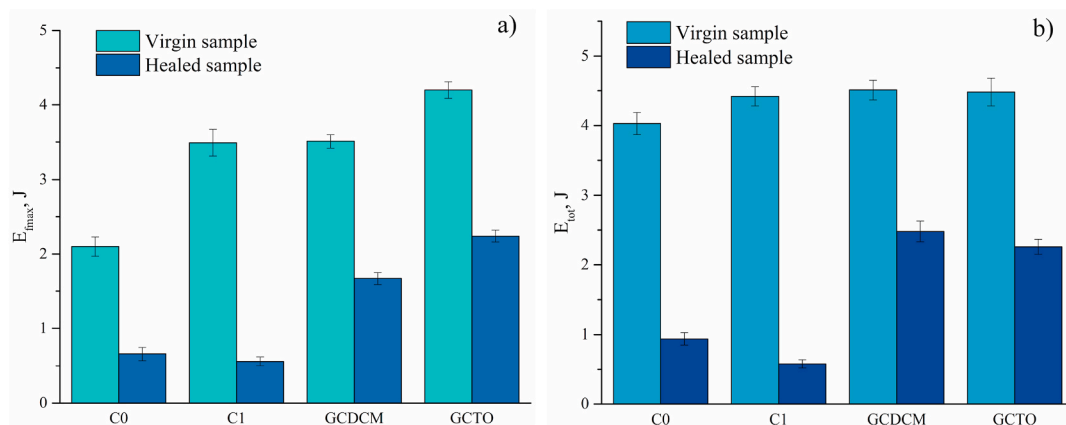 a)
Virgin sample
Healed sample
5
4
3
2
1
0
E_fmax, J
C0 C1 GCDCM GCTO
b)
Virgin sample
Healed sample
5
4
3
2
1
0
E_tot, J
C0 C1 GCDCM GCTO